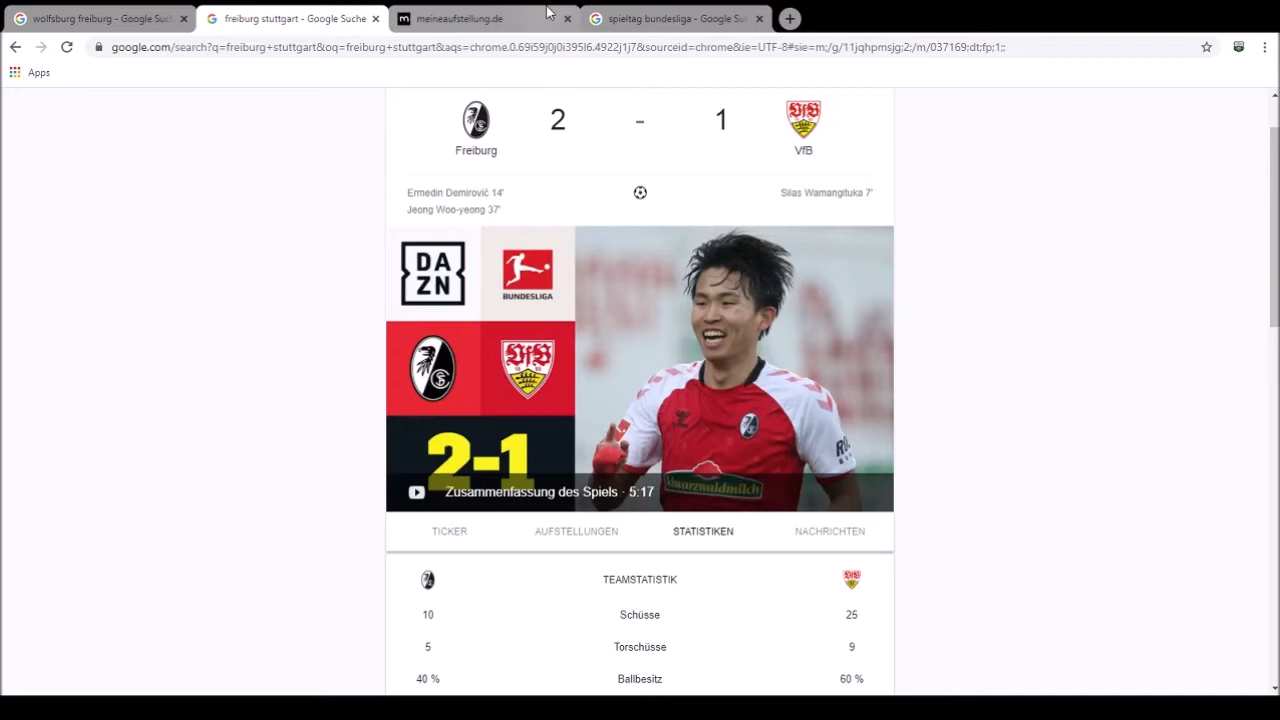 wolfsburg freiburg - Google Suc
freiburg stuttgart - Google Suche
meineaufstellung.de
spieltag bundesliga - Google Su
google.com/search?q=freiburg+stuttgart&oq=freiburg+stuttgart&aqs=chrome.0.69i59j0j0i395l6.4922j1j7&sourceid=chrome&ie=UTF-8#sie=m;/g/11jqhpmsjg;2;/m/037169;dt;fp;1;;
Apps
2 - 1
Freiburg VfB
Ermedin Demirović 14' Silas Wamangituka 7'
Jeong Woo-yeong 37'
DA
ZN
BUNDESLIGA
2-1
Schwarzwaldmilch
Zusammenfassung des Spiels · 5:17
TICKER AUFSTELLUNGEN STATISTIKEN NACHRICHTEN
TEAMSTATISTIK
10 Schüsse 25
5 Torschüsse 9
40 % Ballbesitz 60 %